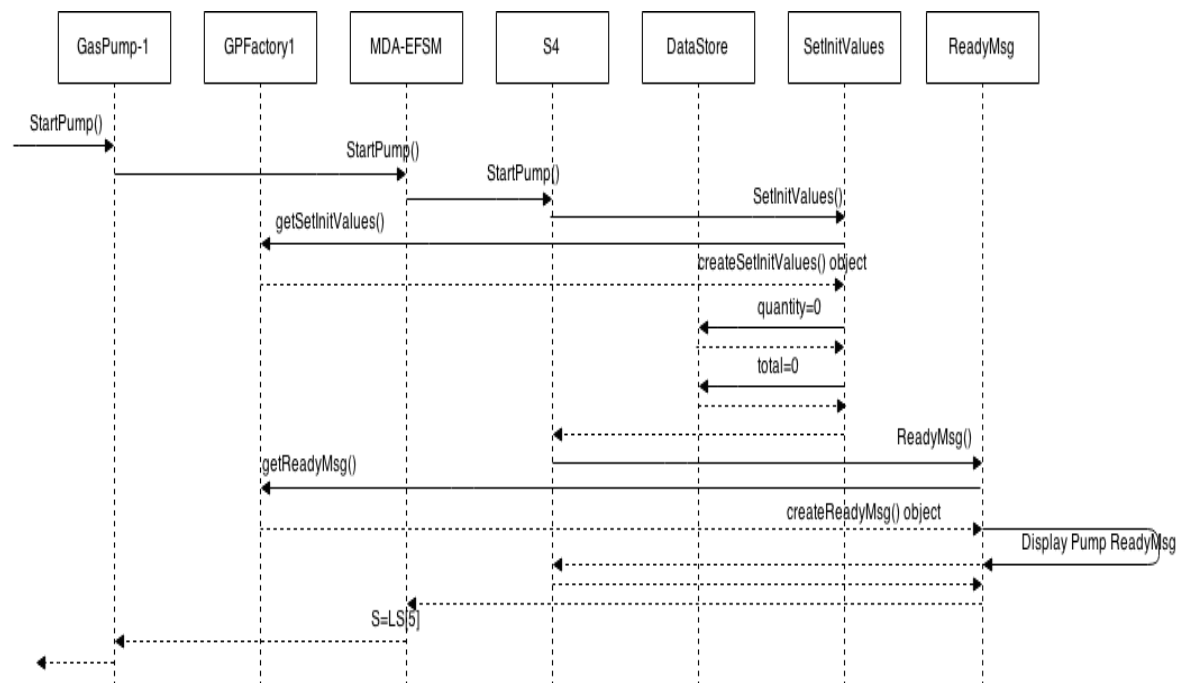 GasPump-1
GPFactory1
MDA-EFSM
S4
DataStore
SetInitValues
ReadyMsg
StartPump()
StartPump()
StartPump()
SetInitValues()
getSetInitValues()
createSetInitValues() object
quantity=0
total=0
ReadyMsg()
getReadyMsg()
createReadyMsg() object
Display Pump ReadyMsg
S=LS[5]